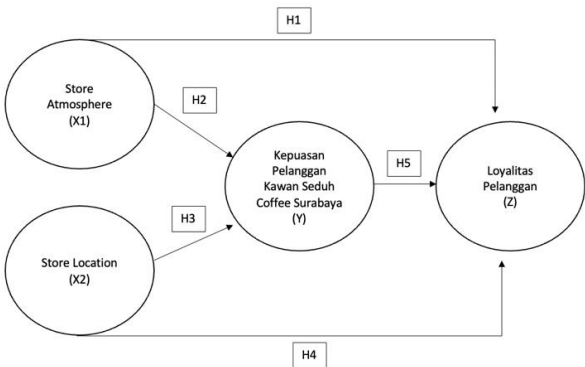 H1
Store
Atmosphere
(X1)
H2
Kepuasan
Pelanggan
Kawan Seduh
Coffee Surabaya
(Y)
H5
Loyalitas
Pelanggan
(Z)
H3
Store Location
(X2)
H4